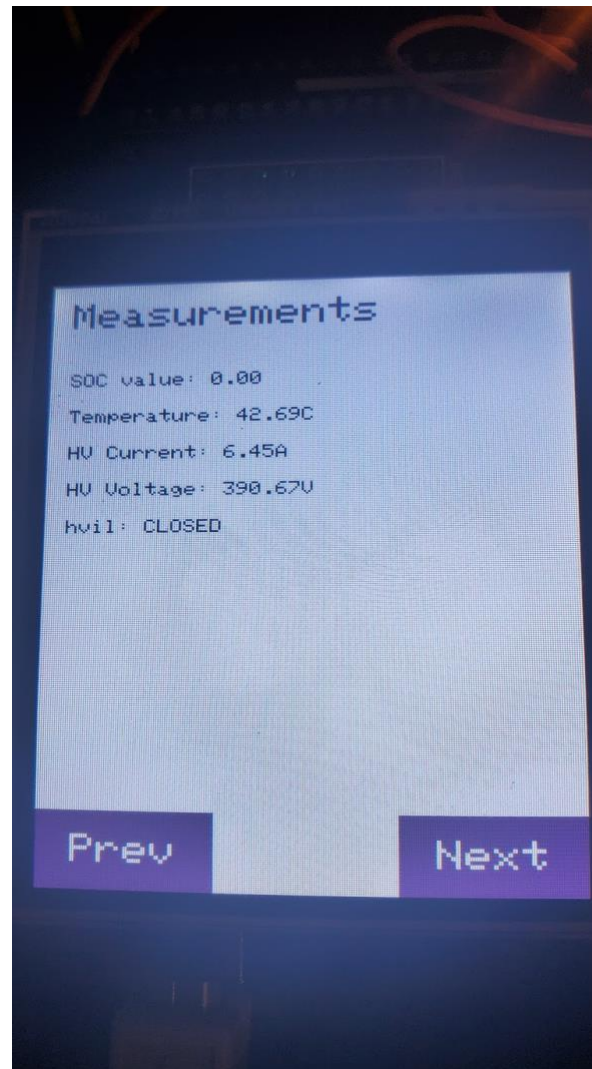 Measurements
SOC value: 0.00
Temperature: 42.69C
HV Current: 6.45A
HV Voltage: 390.67V
hvil: CLOSED
Prev
Next